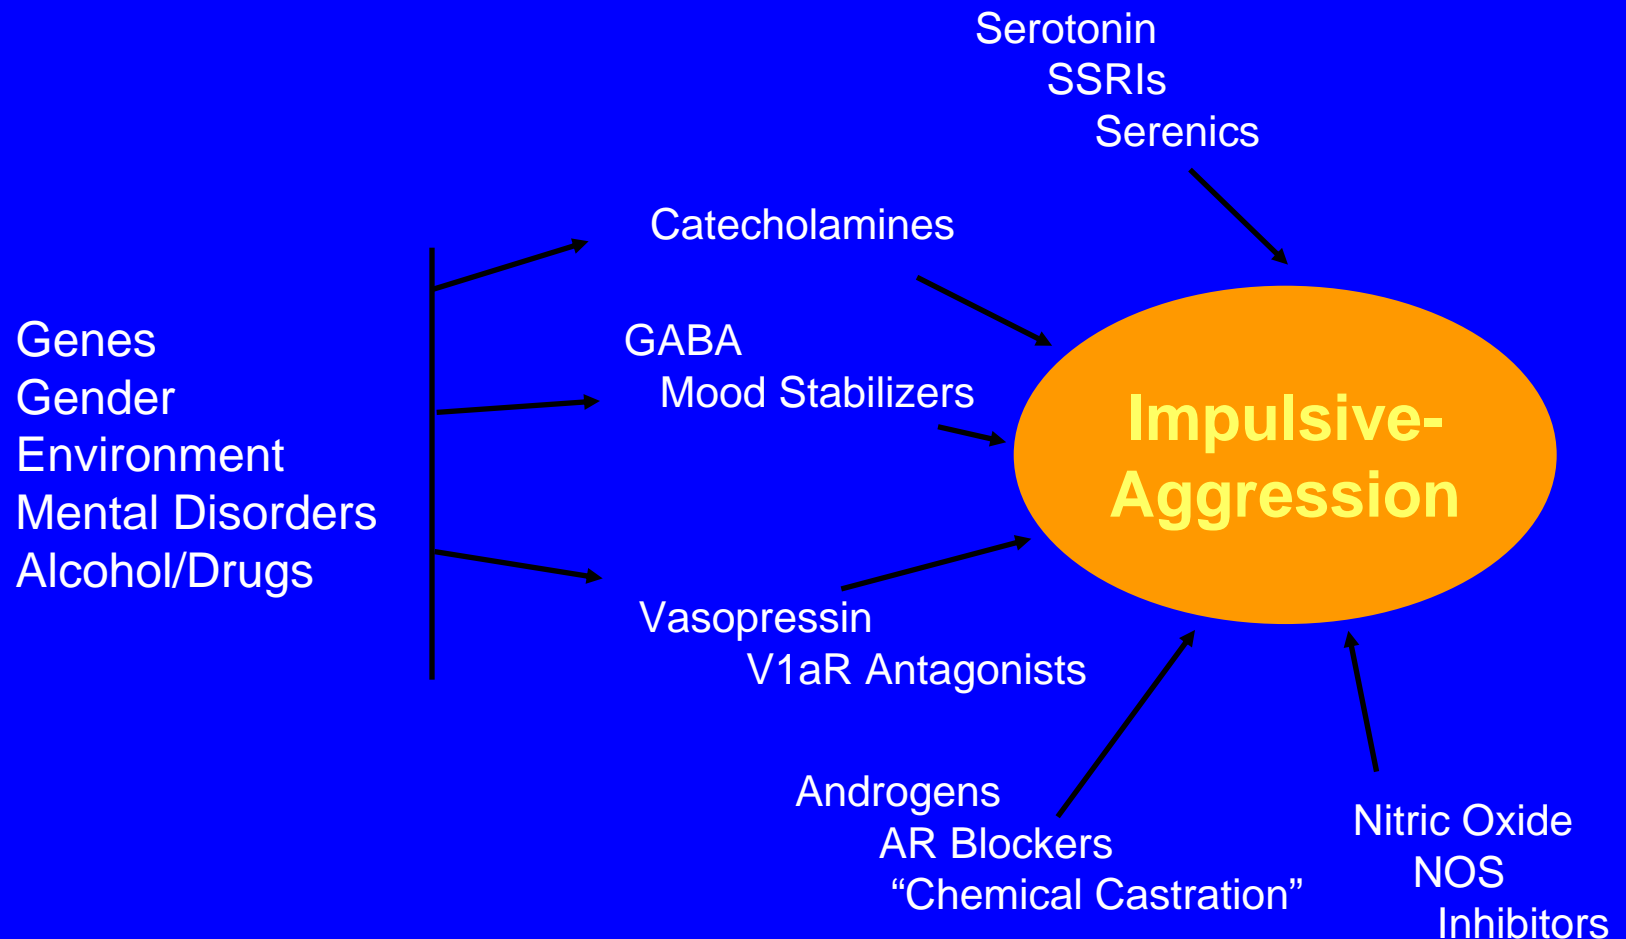 Serotonin
SSRIs
Serenics
Catecholamines
Genes
Gender
Environment
Mental Disorders
Alcohol/Drugs
GABA
Mood Stabilizers
Impulsive-
Aggression
Vasopressin
V1aR Antagonists
Androgens
AR Blockers
“Chemical Castration”
Nitric Oxide
NOS
Inhibitors